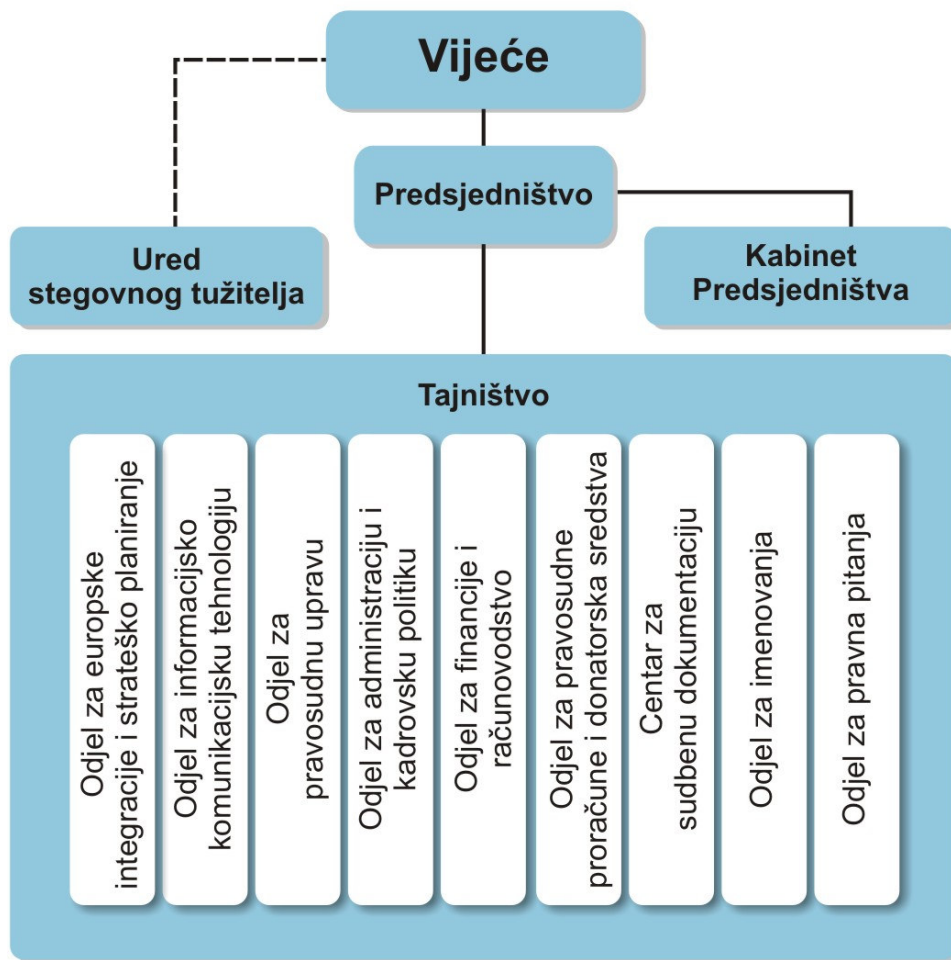 Vijeće
Predsjedništvo
Ured
stegovnog tužitelja
Kabinet
Predsjedništva
Tajništvo
Odjel za europske
integracije i strateško planiranje
Odjel za informacijsko
komunikacijsku tehnologiju
Odjel za
pravosudnu upravu
Odjel za administraciju i
kadrovsku politiku
Odjel za financije i
računovodstvo
Odjel za pravosudne
proračune i donatorska sredstva
Centar za
sudbenu dokumentaciju
Odjel za imenovanja
Odjel za pravna pitanja